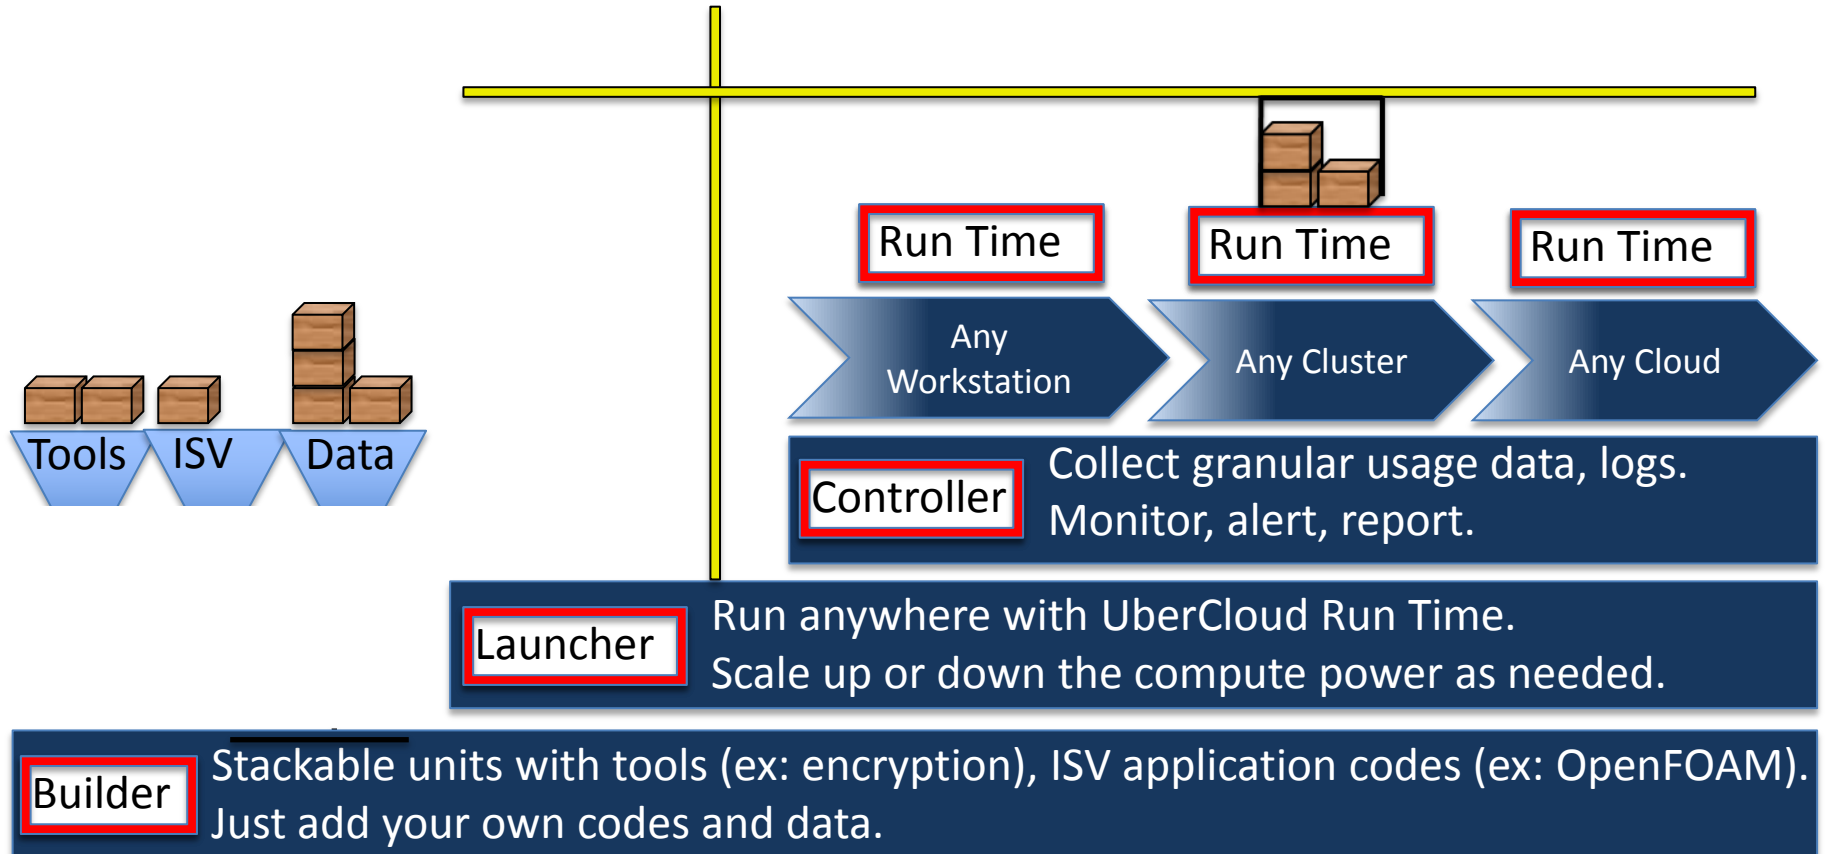 Run Time
Run Time
Run Time
Any
Workstation
Any Cluster
Any Cloud
Tools
ISV
Data
Controller
Collect granular usage data, logs.
Monitor, alert, report.
Launcher
Run anywhere with UberCloud Run Time.
Scale up or down the compute power as needed.
Builder
Stackable units with tools (ex: encryption), ISV application codes (ex: OpenFOAM).
Just add your own codes and data.